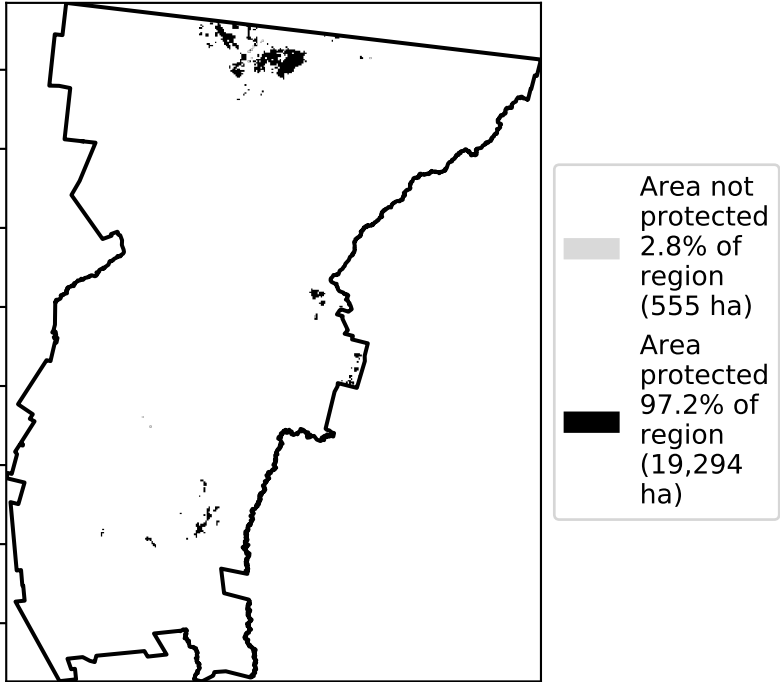 Area not
protected
2.8% of
region
(555 ha)
Area
protected
97.2% of
region
(19,294
ha)